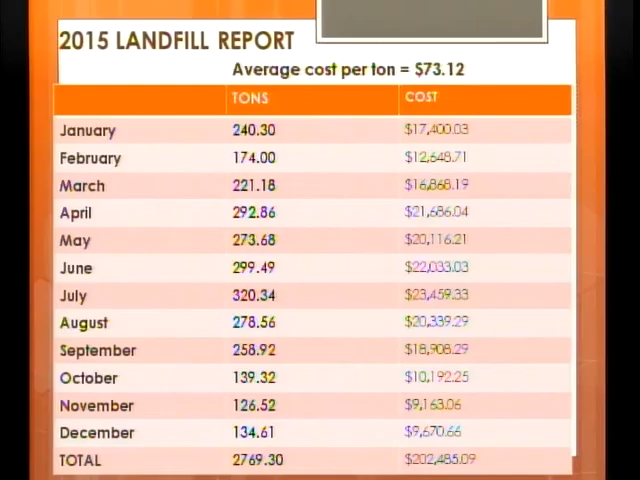 2015 LANDFILL REPORT
Average cost per ton = $73.12
TONS COST
January 240.30 $17,400.03
February 174.00 $12,648.71
March 221.18 $16,868.19
April 292.86 $21,686.04
May 273.68 $20,116.21
June 299.49 $22,033.03
July 320.34 $23,459.33
August 278.56 $20,339.29
September 258.92 $18,908.29
October 139.32 $10,192.25
November 126.52 $9,163.06
December 134.61 $9,670.66
TOTAL 2769.30 $202,485.09